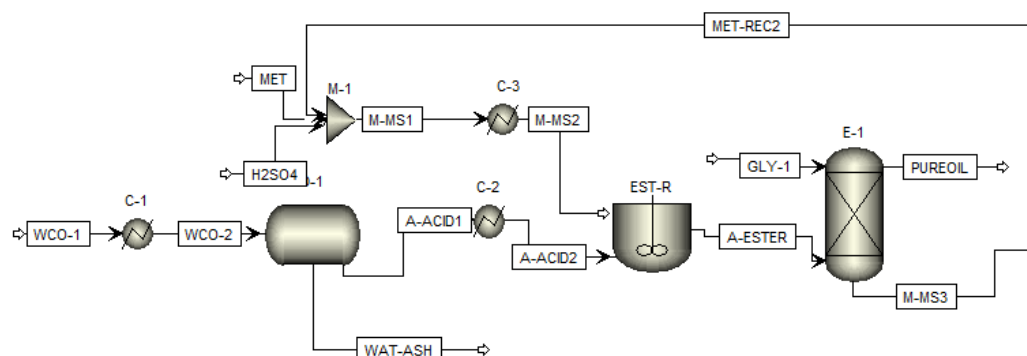 MET-REC2
MET
M-1
C-3
M-MS1
M-MS2
E-1
H2SO4
GLY-1
PUREOIL
C-1
C-2
EST-R
WCO-1
WCO-2
A-ACID1
A-ACID2
A-ESTER
M-MS3
WAT-ASH